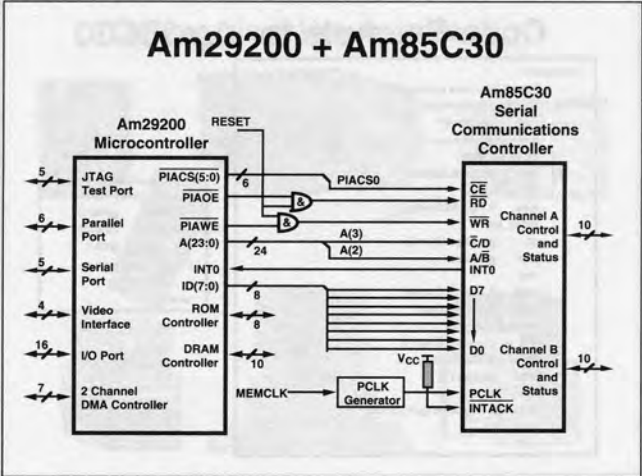 Am29200 + Am85C30
Am29200
Microcontroller
RESET
Am85C30
Serial
Communications
Controller
5
JTAG
Test Port
6
Parallel
Port
5
Serial
Port
4
Video
Interface
16
I/O Port
7
2 Channel
DMA Controller
PIACS(5:0)
PIAOE
PIAWE
A(23:0)
INT0
ID(7:0)
ROM
Controller
DRAM
Controller
6
24
8
8
10
PIACS0
&
&
A(3)
A(2)
VCC
MEMCLK
PCLK
Generator
CE
RD
WR
C/D
A/B
INT0
D7
D0
PCLK
INTACK
Channel A
Control
and
Status
10
Channel B
Control
and
Status
10